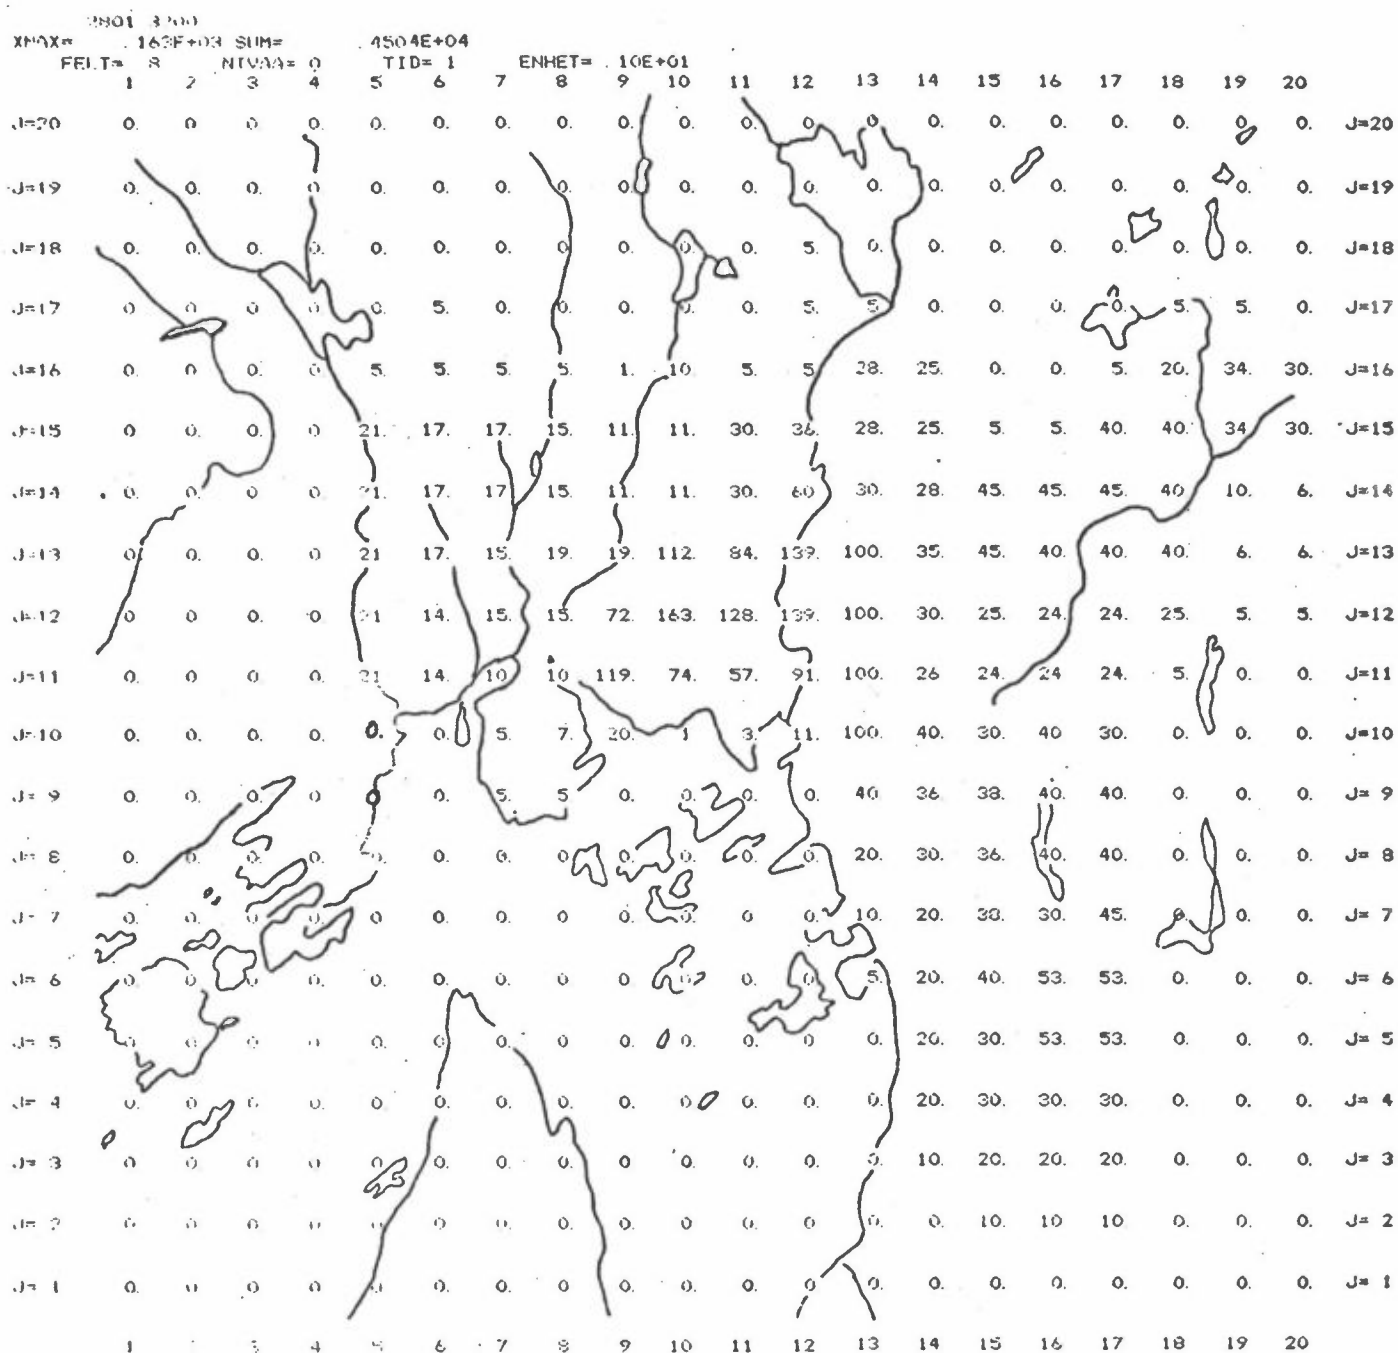 3801 3200
XMAX= .163E+03 SUM= .4504E+04
FELT= 8 NIVAA= 0 TID= 1 ENHET= .10E+01
1 2 3 4 5 6 7 8 9 10 11 12 13 14 15 16 17 18 19 20
J=20 0. 0 0 0. 0. 0. 0. 0. 0. 0. 0. 0. 0 0. 0. 0. 0. 0. 0. 0. J=20
J=19 0. 0. 0. 0 0. 0. 0. 0. 0. 0. 0. 0. 0. 0. 0. 0. 0. 0. 0. 0. J=19
J=18 0. 0. 0. 0. 0. 0. 0. 0 0. 0 0. 5. 0. 0. 0. 0. 0. 0. 0. 0. J=18
J=17 0. 0. 0 0 0. 5. 0. 0. 0. 0. 0. 5. 5. 0. 0. 0. 0. 5. 5. 0. J=17
J=16 0. 0 0. 0 5. 5. 5. 5. 1. 10. 5. 5. 28. 25. 0. 0. 5. 20. 34. 30. J=16
J=15 0 0. 0. 0 21. 17. 17. 15. 11. 11. 30. 36. 28. 25. 5. 5. 40. 40. 34 30. J=15
J=14 0. 0. 0. 0 21. 17. 17 15. 11. 11. 30. 60 30. 28. 45. 45. 45. 40 10. 6. J=14
J=13 0. 0. 0. 0 21 17. 15. 19. 19. 112. 84. 139. 100. 35. 45. 40. 40. 40. 6. 6. J=13
J=12 0 0 0. 0 21 14. 15. 15. 72. 163. 128. 139. 100. 30. 25. 24. 24. 25. 5. 5. J=12
J=11 0. 0. 0. 0 21 14. 10. 10 119. 74. 57. 91. 100. 26 24. 24 24. 5. 0. 0. J=11
J=10 0. 0. 0. 0. 0. 0. 5. 7. 20. 1 3. 11. 100. 40. 30. 40 30. 0. 0. 0. J=10
J= 9 0. 0. 0. 0 0 0. 5. 5 0. 0. 0. 0. 40 36 38. 40. 40. 0. 0. 0. J= 9
J= 8 0. 0. 0. 0. 0. 0. 0. 0 0. 0. 0. 0. 20. 30. 36. 40. 40. 0. 0. 0. J= 8
J= 7 0. 0. 0. 0. 0 0. 0. 0. 0. 0. 0 0. 10. 20. 38. 30. 45. 0. 0. 0. J= 7
J= 6 0 0 0. 0. 0. 0. 0. 0. 0. 0. 0. 0 5. 20. 40. 53. 53. 0. 0. 0. J= 6
J= 5 0 0 0 0 0. 0. 0. 0 0. 0. 0. 0. 0. 20. 30. 53. 53. 0. 0. 0. J= 5
J= 4 0. 0 0 0. 0 0. 0. 0. 0. 0 0. 0. 0. 20. 30. 30. 30. 0. 0. 0. J= 4
J= 3 0 0 0 0 0 0. 0. 0. 0 0. 0. 0. 0. 10. 20. 20. 20. 0. 0. 0. J= 3
J= 2 0 0 0 0 0 0 0. 0. 0. 0 0. 0 0. 0. 10. 10 10 0. 0. 0. J= 2
J= 1 0. 0 0 0 0. 0. 0. 0. 0. 0. 0. 0. 0. 0. 0. 0. 0. 0. 0. 0. J= 1
1 3 4 5 6 7 8 9 10 11 12 13 14 15 16 17 18 19 20